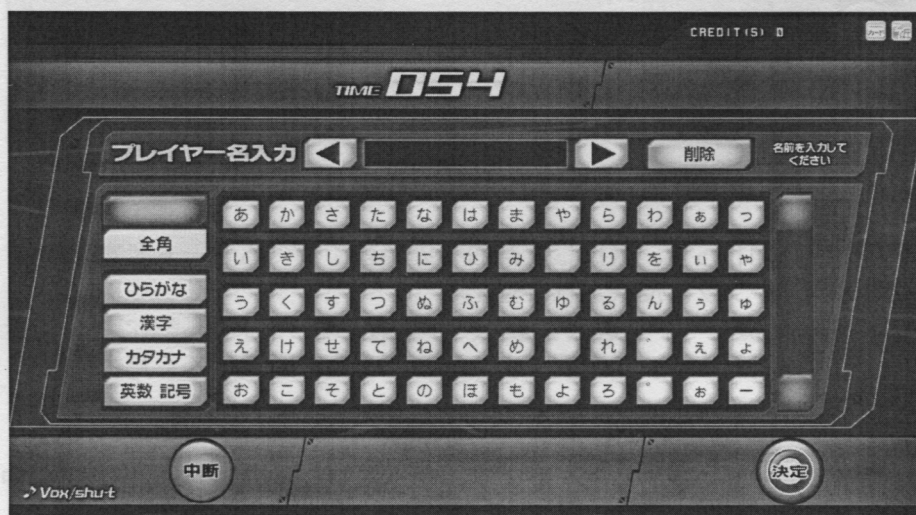 CREDIT(S) 0
TIME 054
プレイヤー名入力
削除
名前を入力して
ください
全角
ひらがな
漢字
カタカナ
英数 記号
あ か さ た な は ま や ら わ ぁ っ
い き し ち に ひ み り を ぃ ゃ
う く す つ ぬ ふ む ゆ る ん ぅ ゅ
え け せ て ね へ め れ ぇ ょ
お こ そ と の ほ も よ ろ ぉ ー
中断
決定
♪ Vox/shu-t